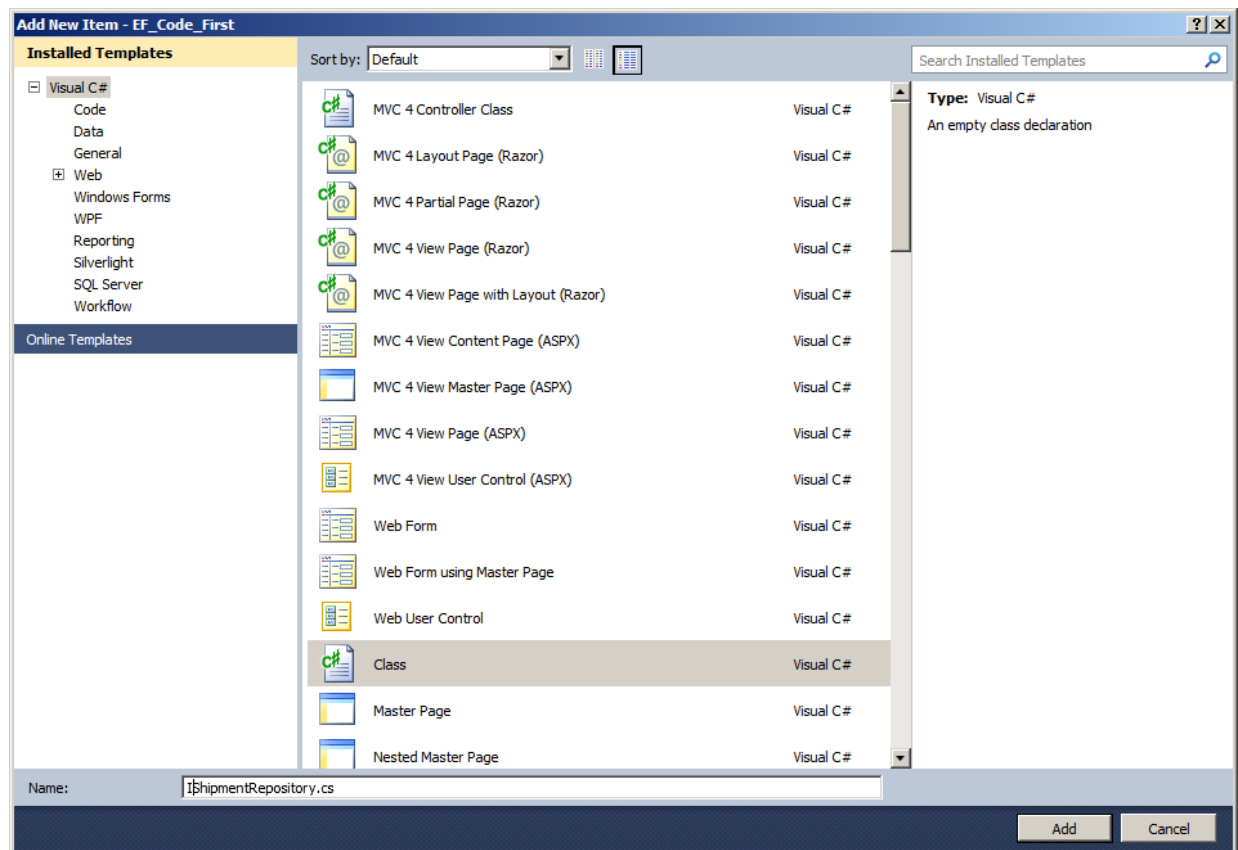 Add New Item - EF_Code_First
Installed Templates
Sort by: Default
Search Installed Templates
Visual C#
Code
Data
General
Web
Windows Forms
WPF
Reporting
Silverlight
SQL Server
Workflow
Online Templates
MVC 4 Controller Class Visual C#
MVC 4 Layout Page (Razor) Visual C#
MVC 4 Partial Page (Razor) Visual C#
MVC 4 View Page (Razor) Visual C#
MVC 4 View Page with Layout (Razor) Visual C#
MVC 4 View Content Page (ASPX) Visual C#
MVC 4 View Master Page (ASPX) Visual C#
MVC 4 View Page (ASPX) Visual C#
MVC 4 View User Control (ASPX) Visual C#
Web Form Visual C#
Web Form using Master Page Visual C#
Web User Control Visual C#
Class Visual C#
Master Page Visual C#
Nested Master Page Visual C#
Type: Visual C#
An empty class declaration
Name: IShipmentRepository.cs
Add Cancel